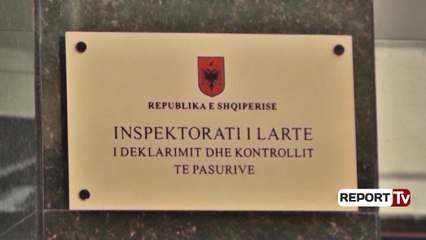 REPUBLIKA E SHQIPERISE
INSPEKTORATI I LARTE
I DEKLARIMIT DHE KONTROLLIT
TE PASURIVE
REPORT TV